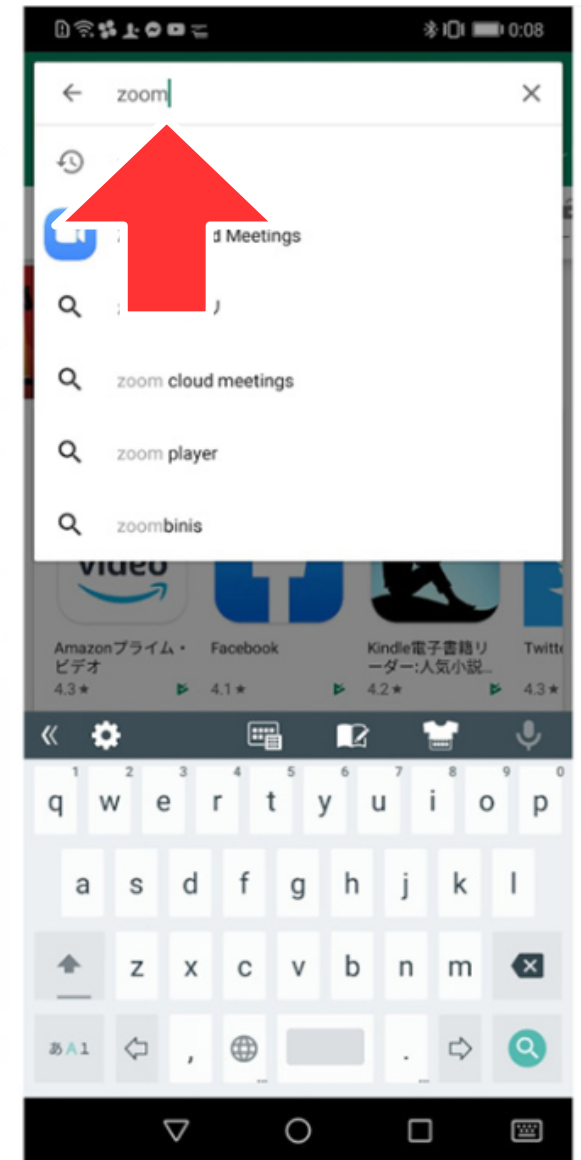 0:08
zoom
d Meetings
リ
zoom cloud meetings
zoom player
zoombinis
video
Amazonプライム・
ビデオ
4.3★
Facebook
4.1★
Kindle電子書籍リ
ーダー:人気小説...
4.2★
Twitte
4.3★
1 2 3 4 5 6 7 8 9 0
q w e r t y u i o p
a s d f g h j k l
z x c v b n m
あA1 , .